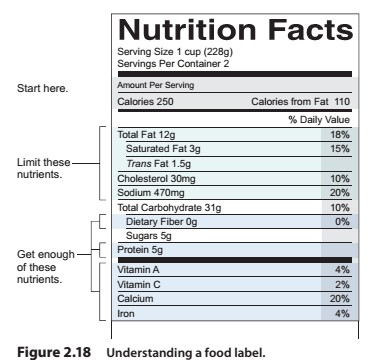 Nutrition Facts
Serving Size 1 cup (228g)
Servings Per Container 2
Start here.
Amount Per Serving
Calories 250 Calories from Fat 110
% Daily Value
Total Fat 12g 18%
Saturated Fat 3g 15%
Trans Fat 1.5g
Limit these
nutrients.
Cholesterol 30mg 10%
Sodium 470mg 20%
Total Carbohydrate 31g 10%
Dietary Fiber 0g 0%
Sugars 5g
Protein 5g
Get enough
of these
nutrients.
Vitamin A 4%
Vitamin C 2%
Calcium 20%
Iron 4%
Figure 2.18 Understanding a food label.